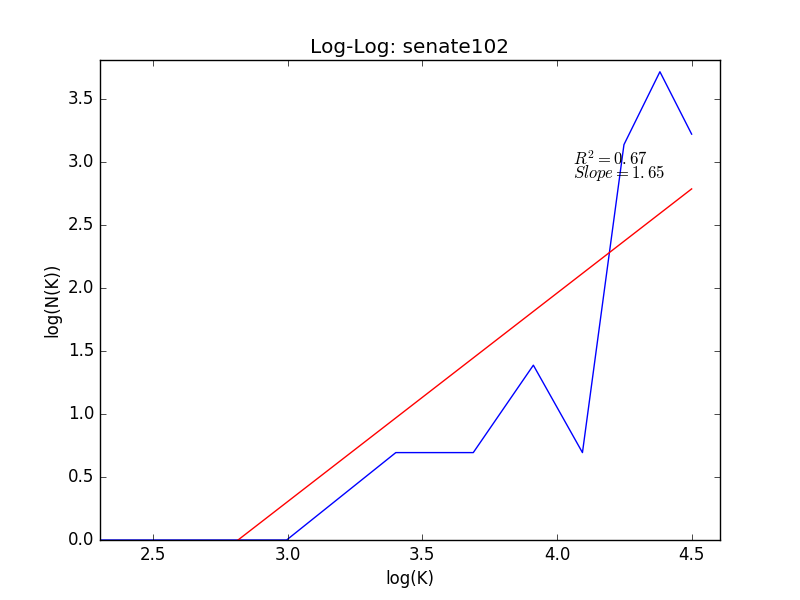 Log-Log: senate102
3.5
3.0
2.5
2.0
1.5
1.0
0.5
0.0
log(N(K))
R² = 0.67
Slope = 1.65
2.5 3.0 3.5 4.0 4.5
log(K)